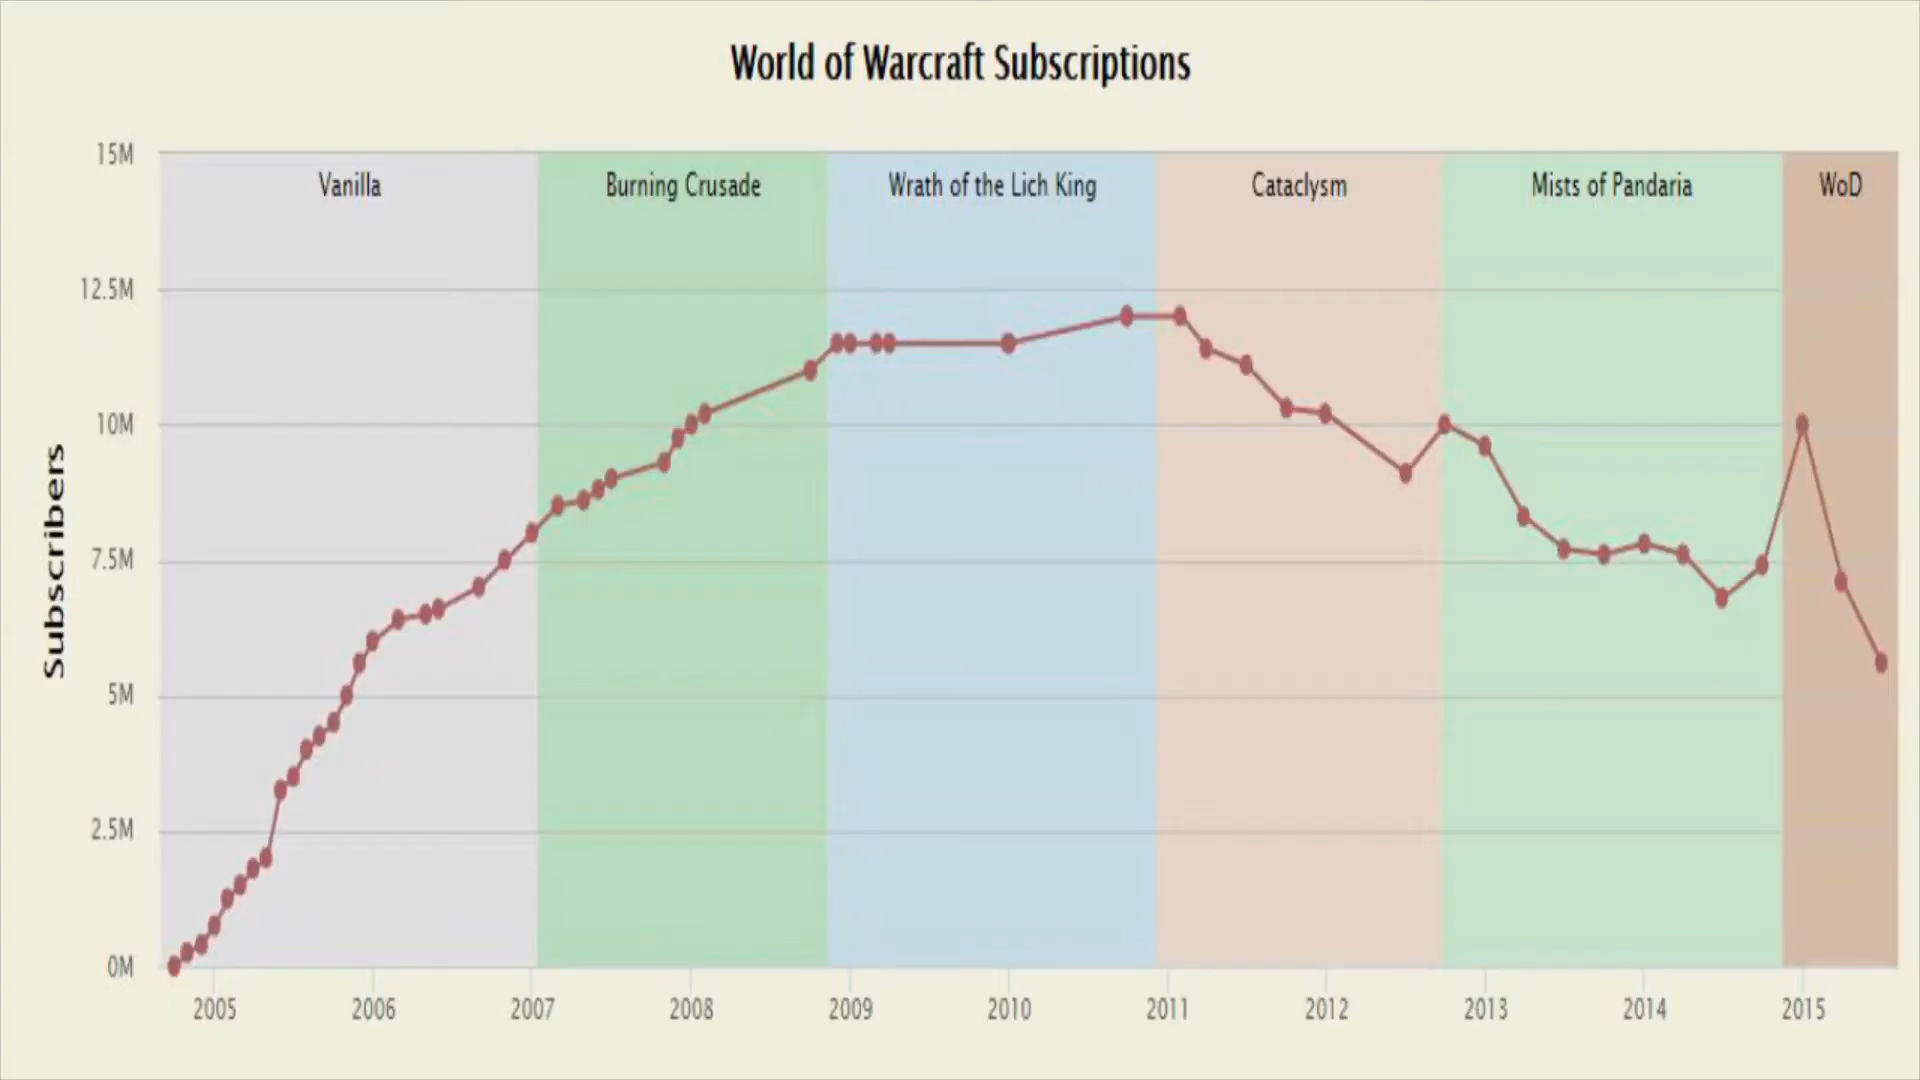 World of Warcraft Subscriptions
15M
Vanilla
Burning Crusade
Wrath of the Lich King
Cataclysm
Mists of Pandaria
WoD
12.5M
10M
7.5M
5M
2.5M
0M
Subscribers
2005
2006
2007
2008
2009
2010
2011
2012
2013
2014
2015